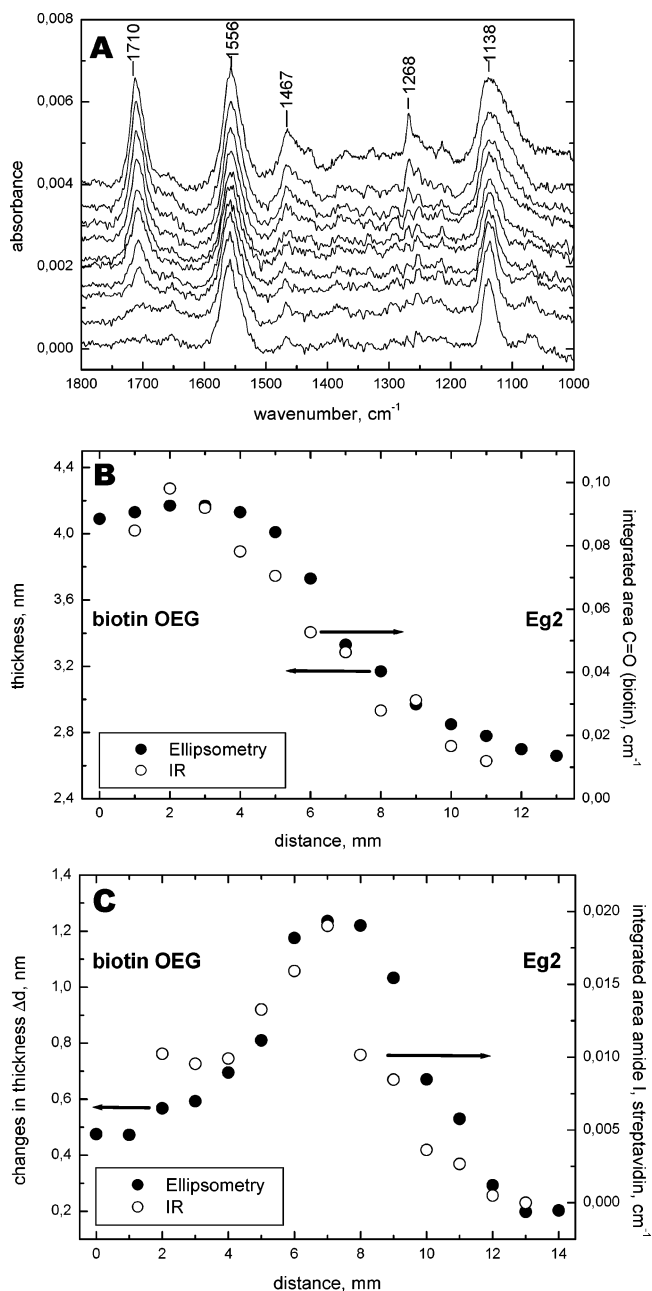 A
1710
1556
1467
1268
1138
0,008
0,006
0,004
0,002
0,000
absorbance
1800 1700 1600 1500 1400 1300 1200 1100 1000
wavenumber, cm-1
B
4,4
4,0
3,6
3,2
2,8
2,4
thickness, nm
0,10
0,08
0,06
0,04
0,02
0,00
integrated area C=O (biotin), cm-1
biotin OEG
Eg2
Ellipsometry
IR
0 2 4 6 8 10 12
distance, mm
C
1,4
1,2
1,0
0,8
0,6
0,4
0,2
changes in thickness Δd, nm
0,020
0,015
0,010
0,005
0,000
integrated area amide I, streptavidin, cm-1
biotin OEG
Eg2
Ellipsometry
IR
0 2 4 6 8 10 12 14
distance, mm